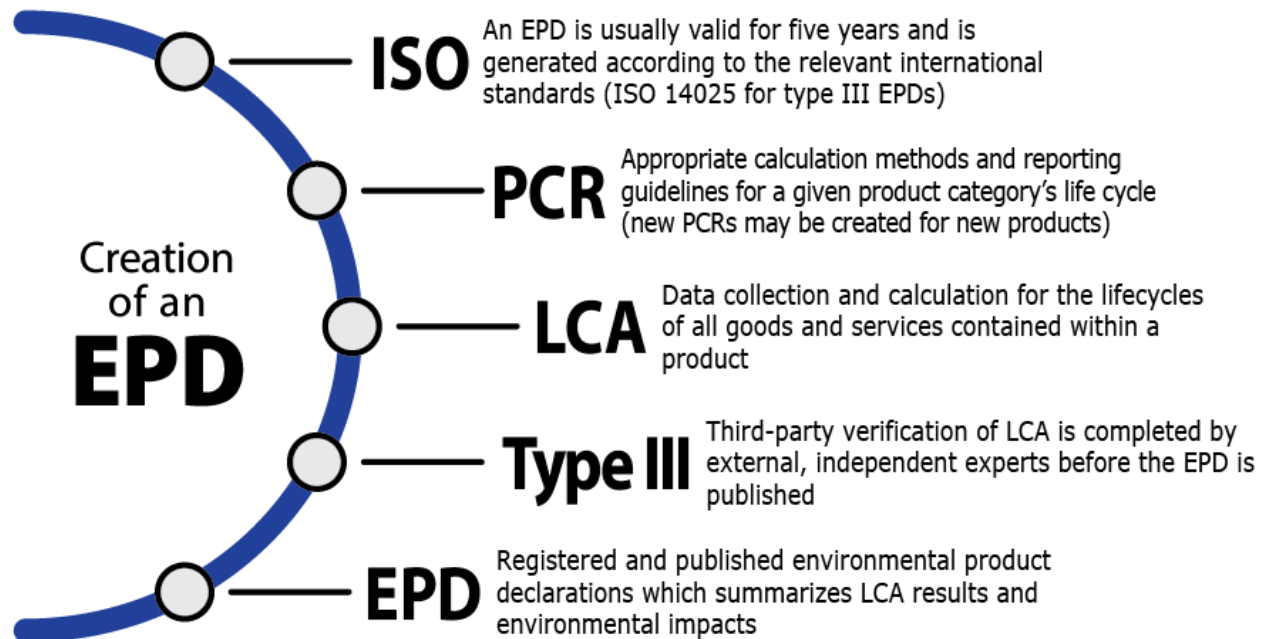 Creation
of an
EPD
ISO
An EPD is usually valid for five years and is
generated according to the relevant international
standards (ISO 14025 for type III EPDs)
PCR
Appropriate calculation methods and reporting
guidelines for a given product category’s life cycle
(new PCRs may be created for new products)
LCA
Data collection and calculation for the lifecycles
of all goods and services contained within a
product
Type III
Third-party verification of LCA is completed by
external, independent experts before the EPD is
published
EPD
Registered and published environmental product
declarations which summarizes LCA results and
environmental impacts